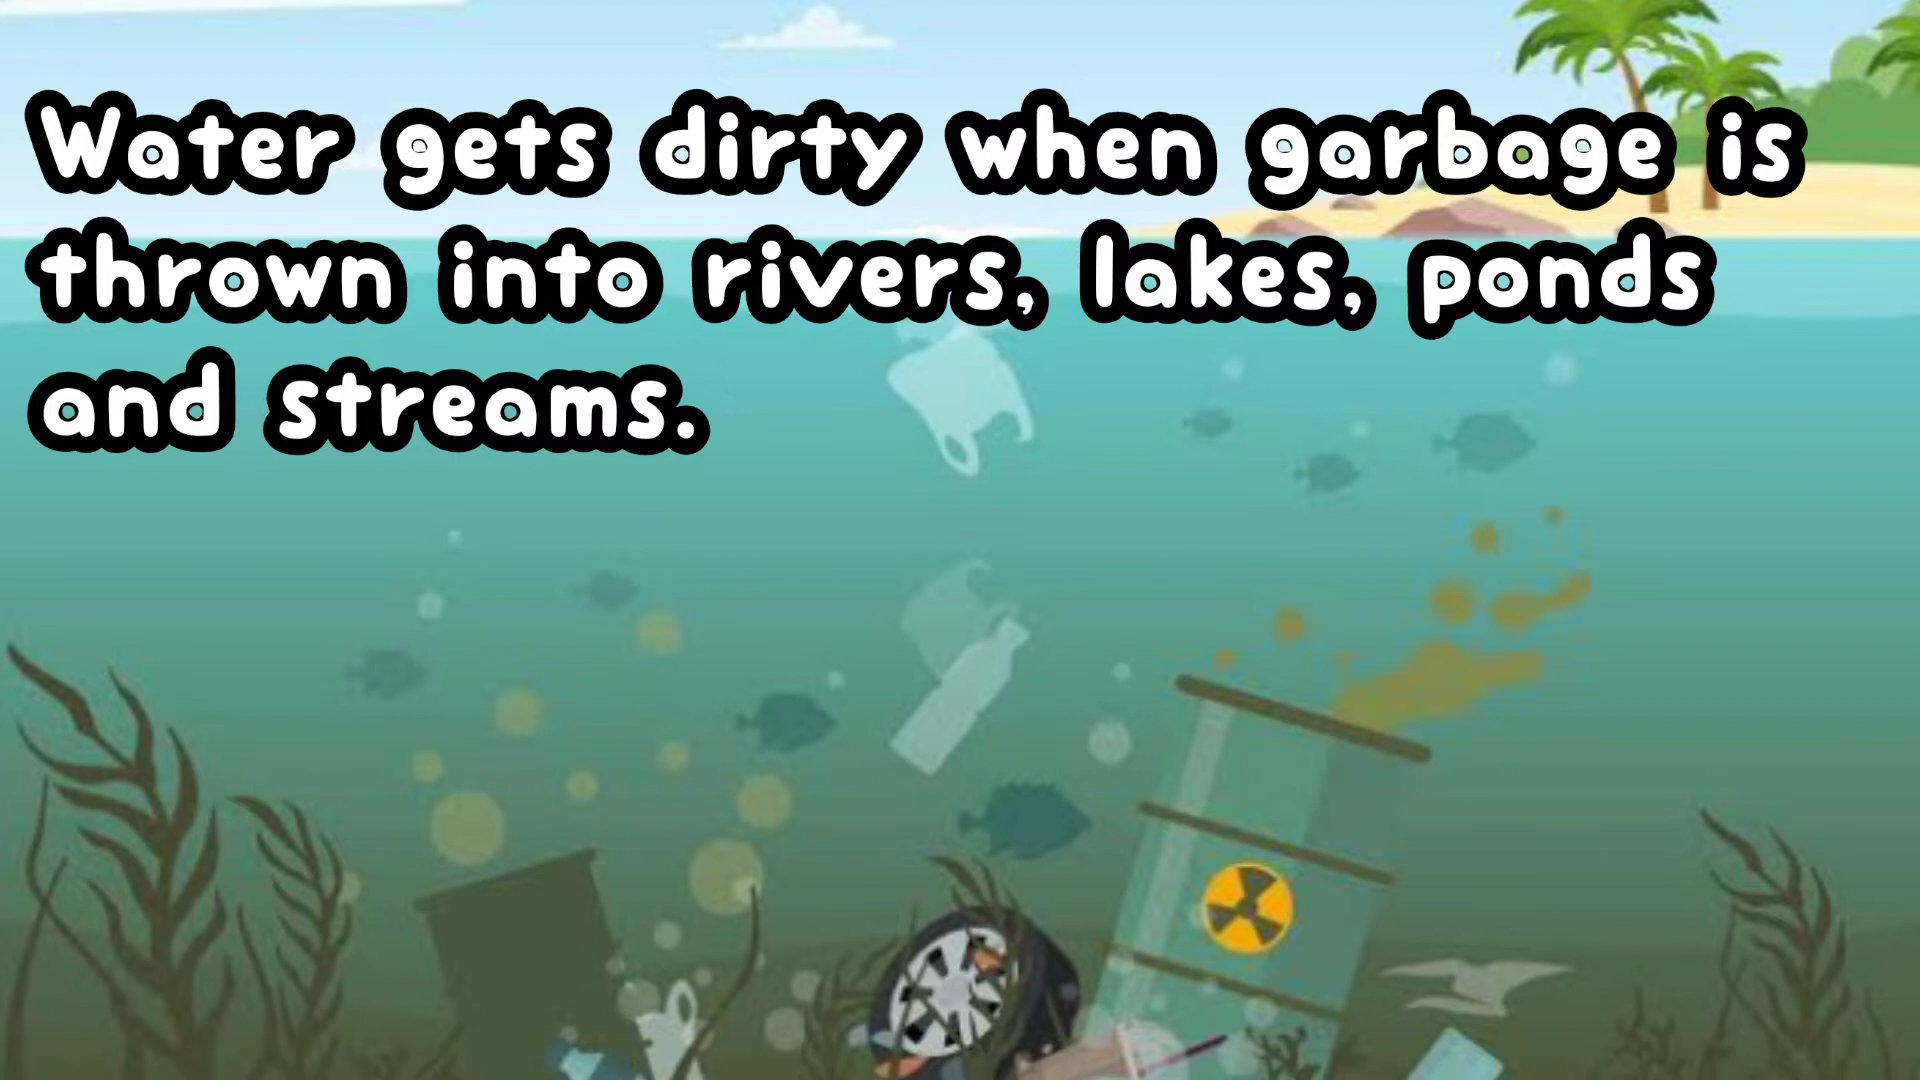 Water gets dirty when garbage is
thrown into rivers, lakes, ponds
and streams.